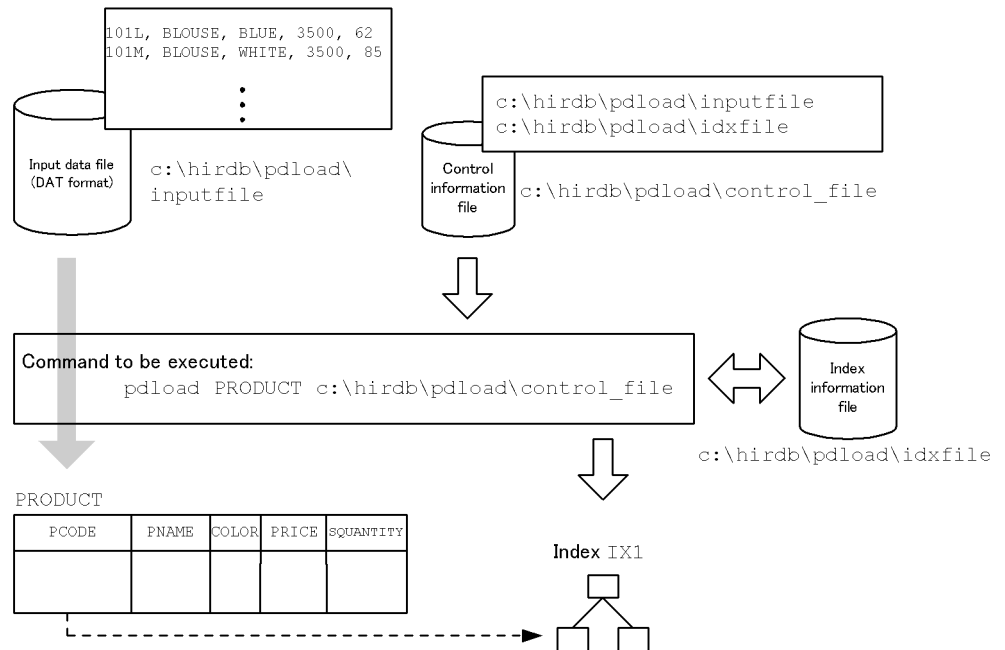 101L, BLOUSE, BLUE, 3500, 62
101M, BLOUSE, WHITE, 3500, 85
Input data file
(DAT format)
c:\hirdb\pdload\
inputfile
c:\hirdb\pdload\inputfile
c:\hirdb\pdload\idxfile
Control
information
file
c:\hirdb\pdload\control_file
Command to be executed:
pdload PRODUCT c:\hirdb\pdload\control_file
Index
information
file
c:\hirdb\pdload\idxfile
PRODUCT
PCODE PNAME COLOR PRICE SQUANTITY
Index IX1